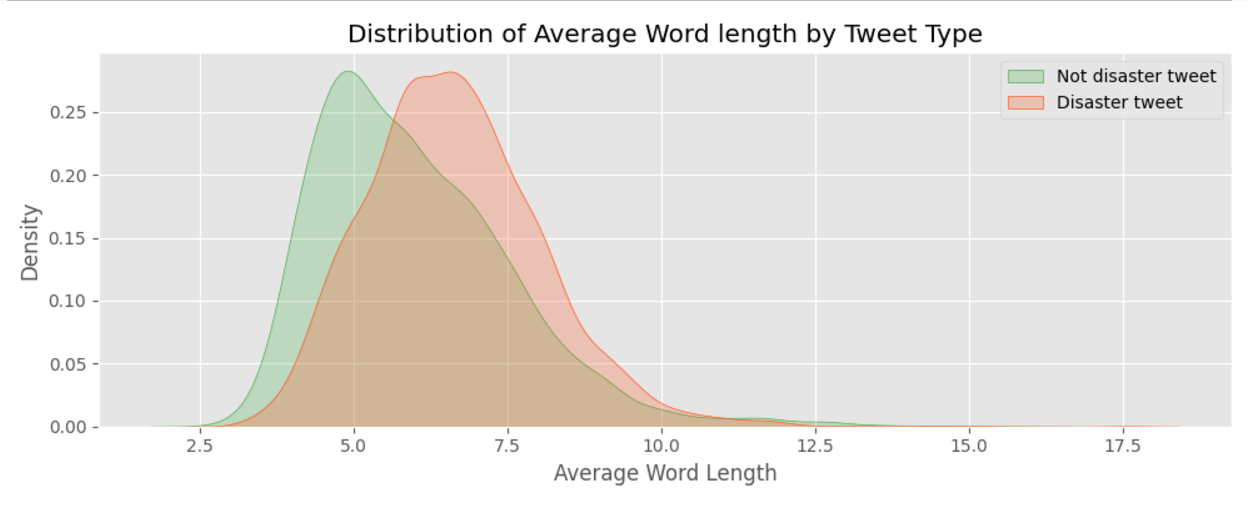 Distribution of Average Word length by Tweet Type
Not disaster tweet
Disaster tweet
Density
0.25
0.20
0.15
0.10
0.05
0.00
2.5 5.0 7.5 10.0 12.5 15.0 17.5
Average Word Length